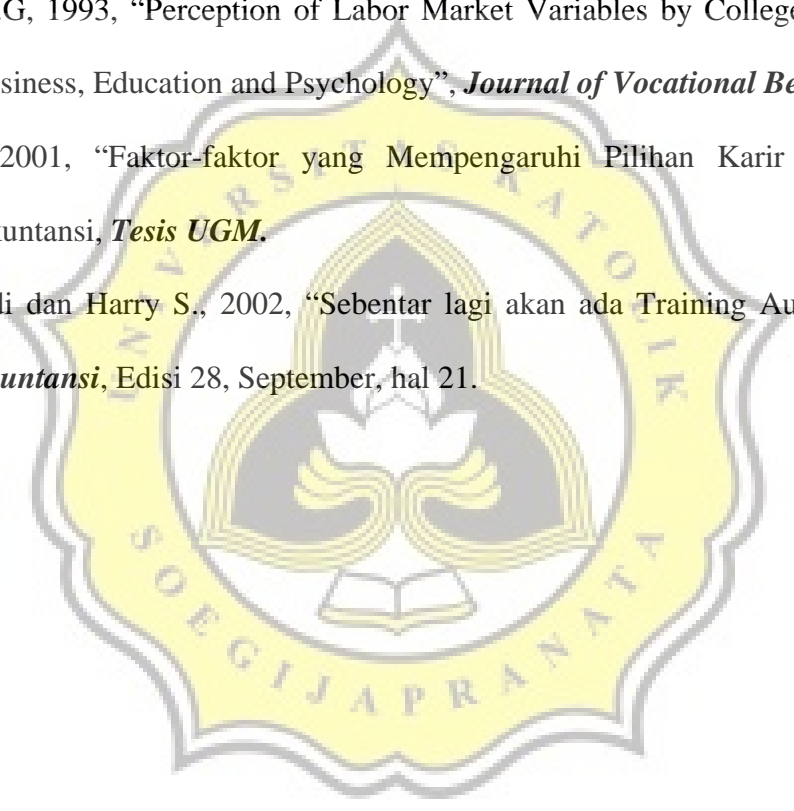 .G, 1993, “Perception of Labor Market Variables by College
siness, Education and Psychology”, Journal of Vocational Be
2001, “Faktor-faktor yang Mempengaruhi Pilihan Karir
kuntansi, Tesis UGM.
di dan Harry S., 2002, “Sebentar lagi akan ada Training Au
untansi, Edisi 28, September, hal 21.
UNIVERSITAS KATOLIK
SOEGIJAPRANATA